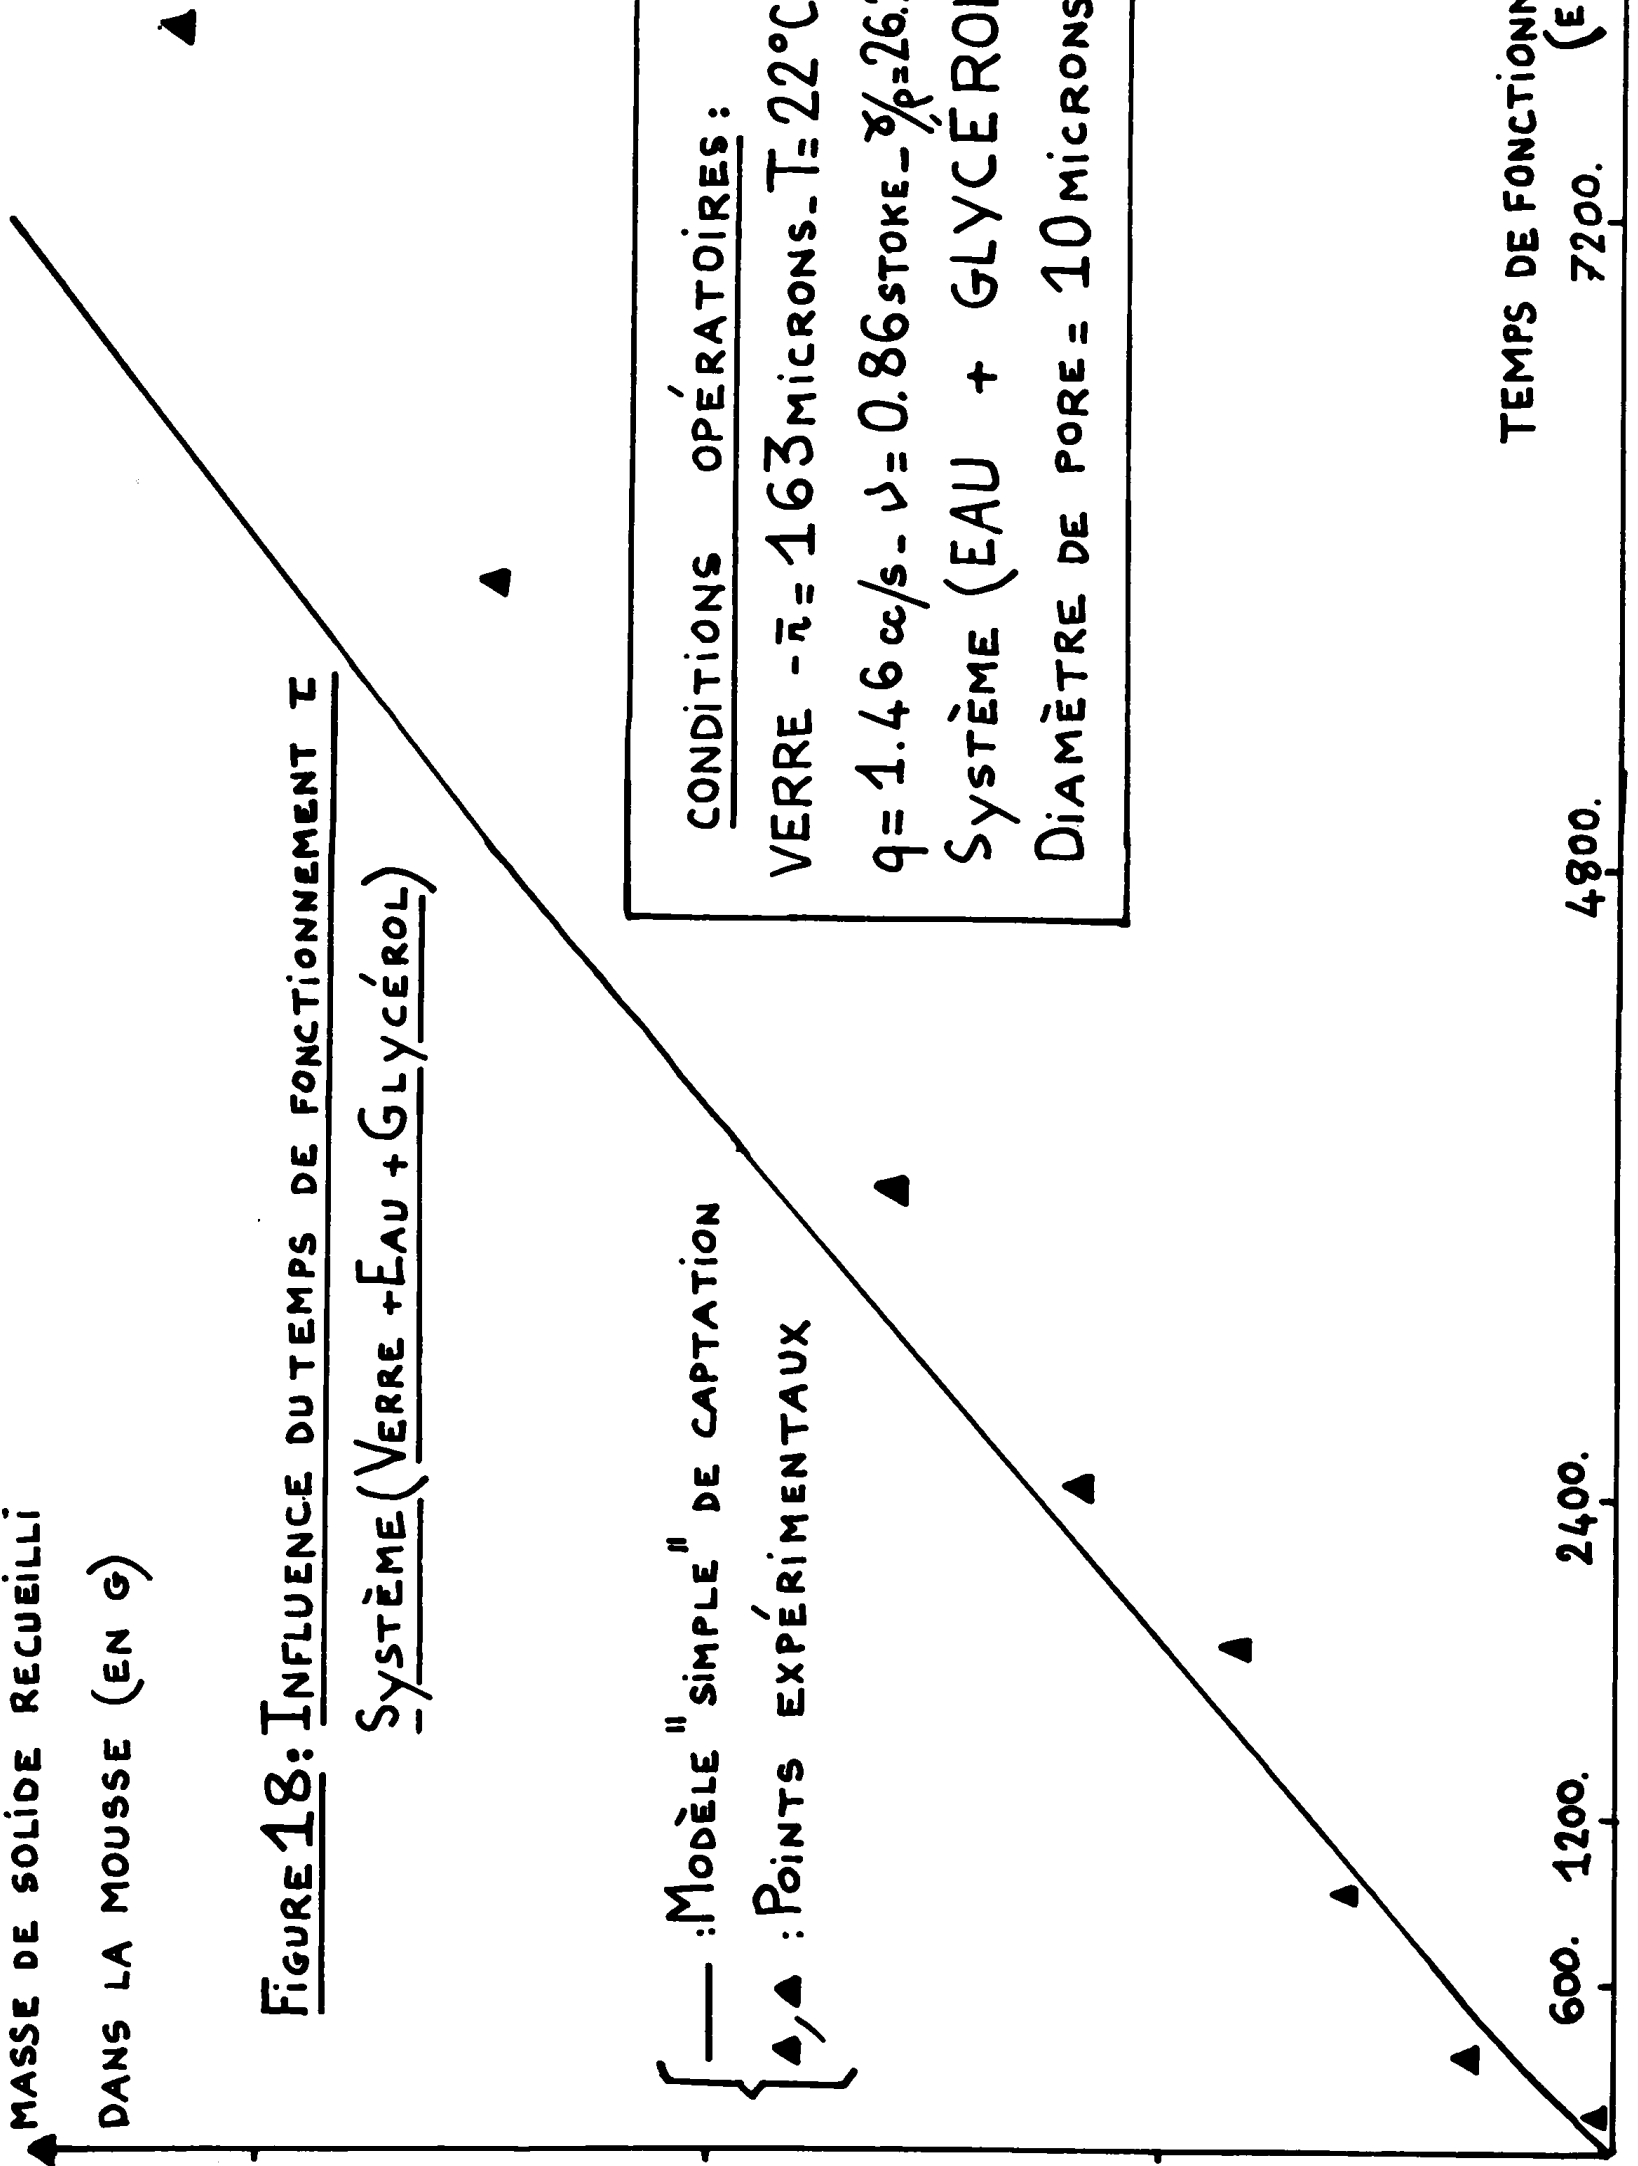 MASSE DE SOLIDE RECUEILLI
DANS LA MOUSSE (EN G)
FIGURE 18: INFLUENCE DU TEMPS DE FONCTIONNEMENT τ
SYSTÈME (VERRE + EAU + GLYCÉROL)
— : MODÈLE "SIMPLE" DE CAPTATION
▲, ▲ : POINTS EXPÉRIMENTAUX
CONDITIONS OPÉRATOIRES:
VERRE - r̄ = 163 MICRONS - T = 22°C
q = 1.46 cc/s - ν = 0.86 STOKE - γ/ρ = 26.
SYSTÈME (EAU + GLYCEROL
DIAMÈTRE DE PORE = 10 MICRONS
TEMPS DE FONCTIONN
(E
600. 1200. 2400. 4800. 7200.